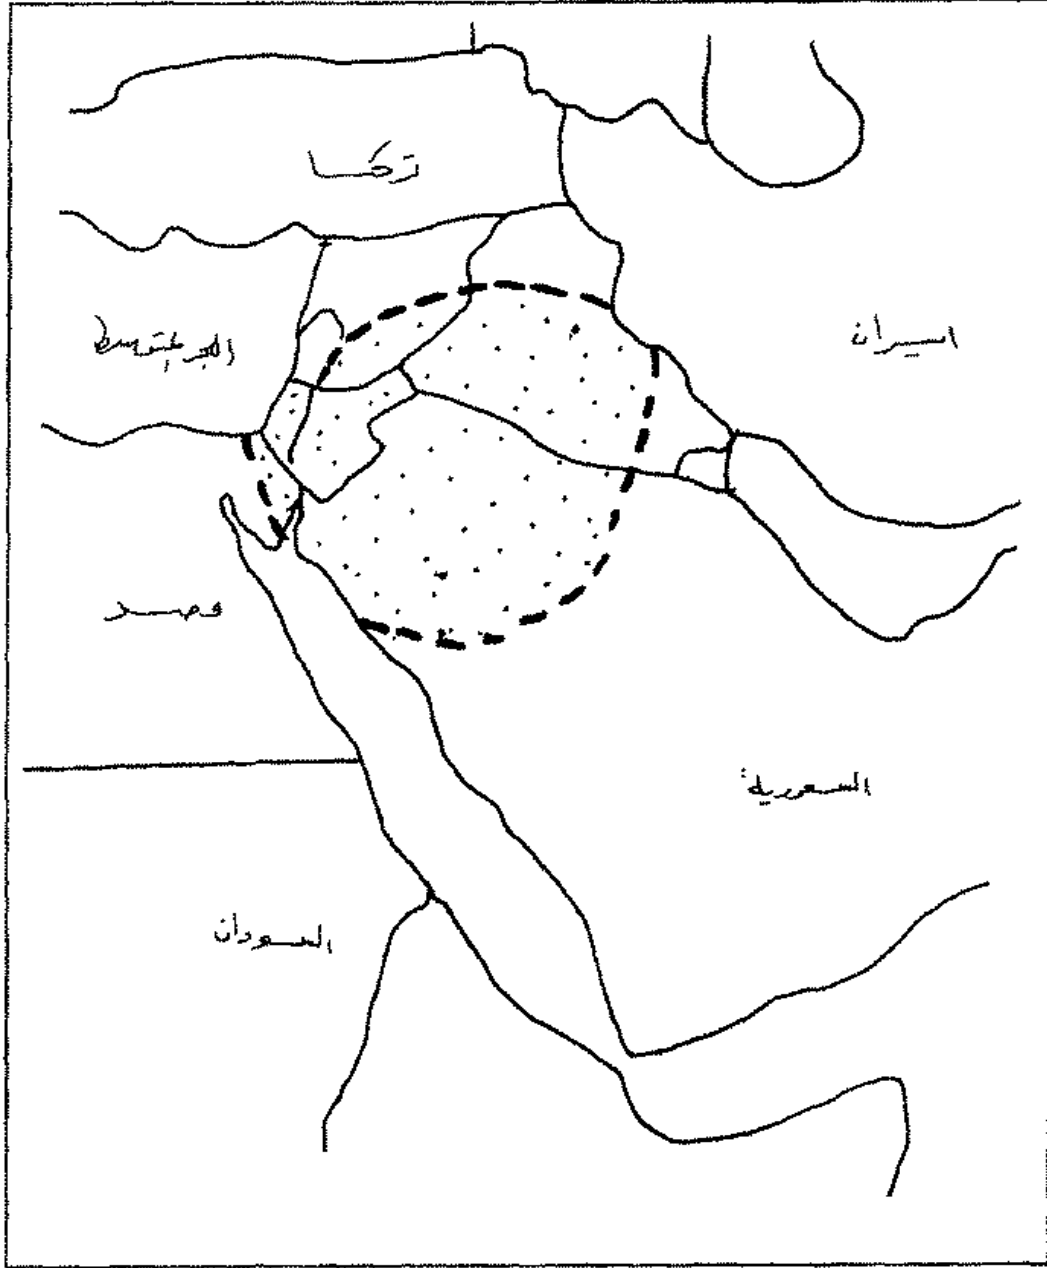 تركيا
البحر المتوسط
ايران
مصر
السعودية
السودان